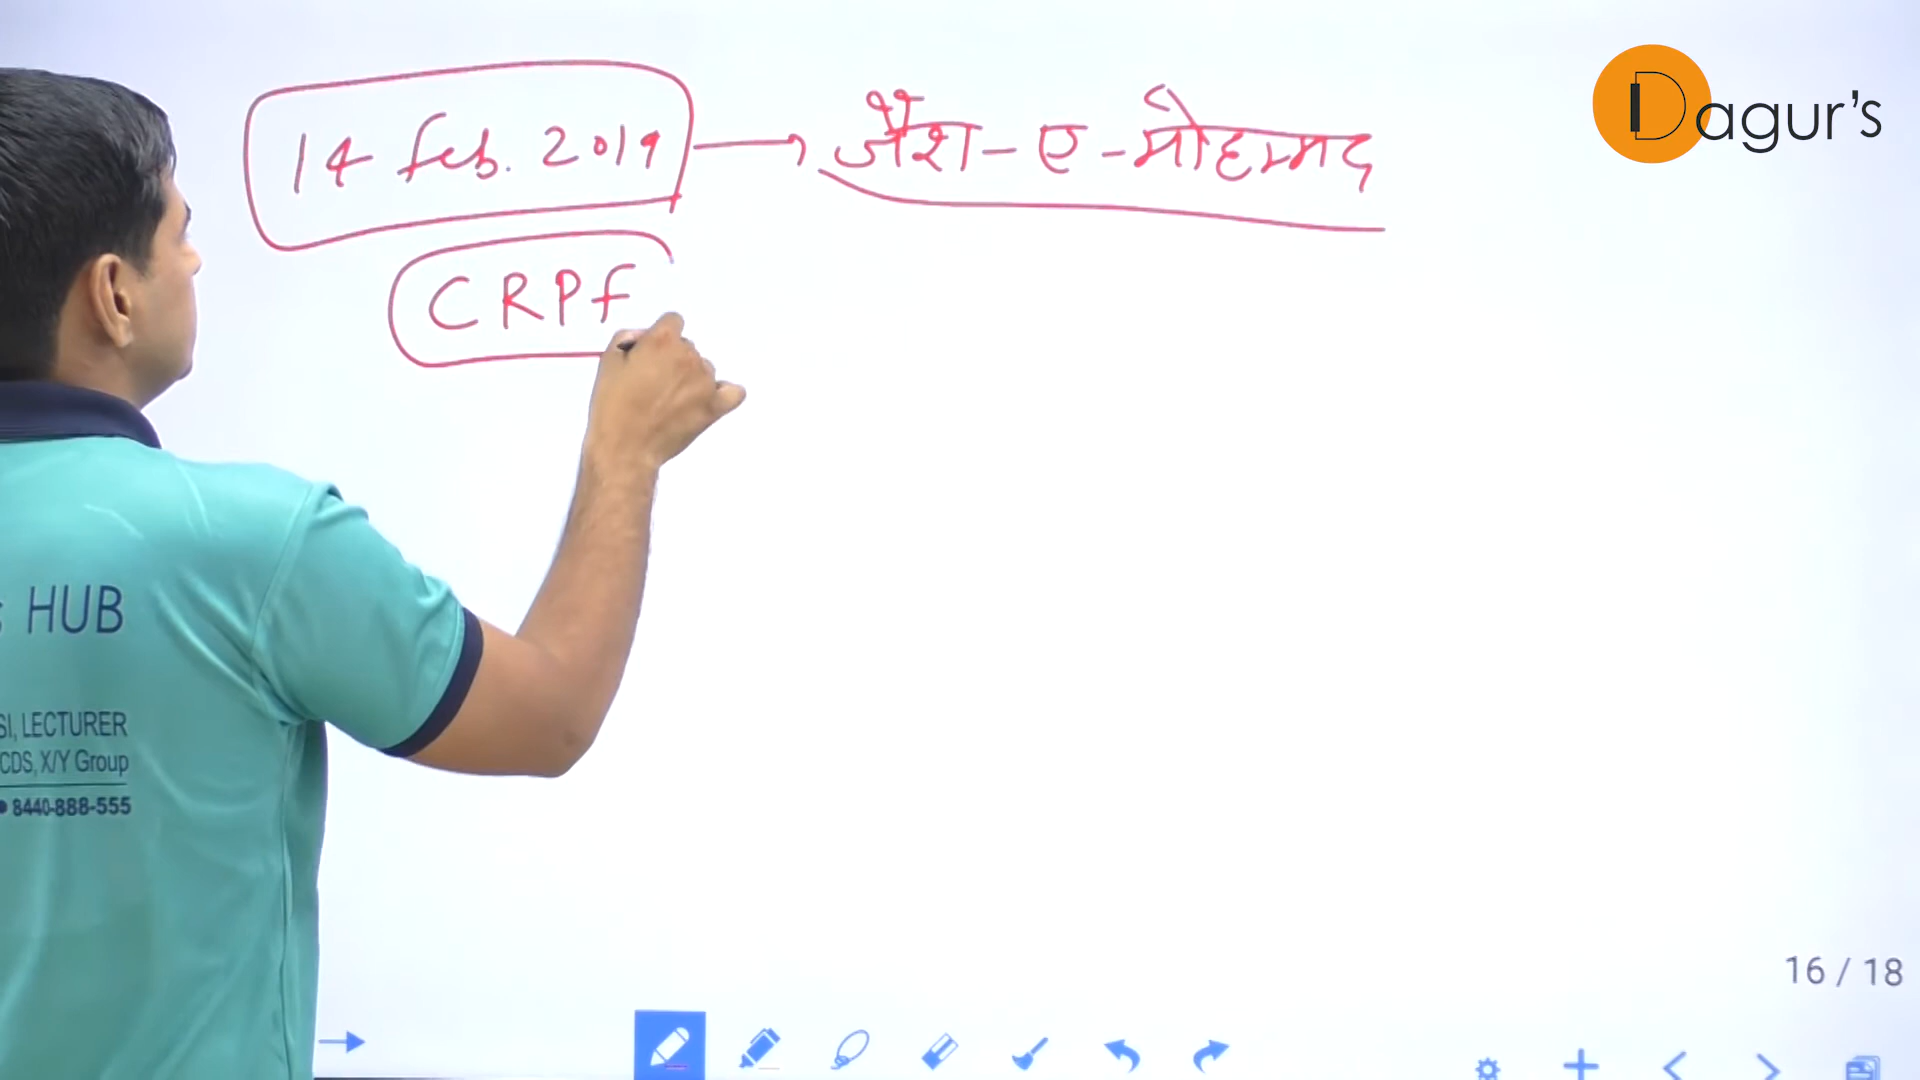 14 Feb. 2019 → जैश-ए-मोहम्मद
CRPF
Dagur's
HUB
SI, LECTURER
CDS, X/Y Group
8440-888-555
16 / 18